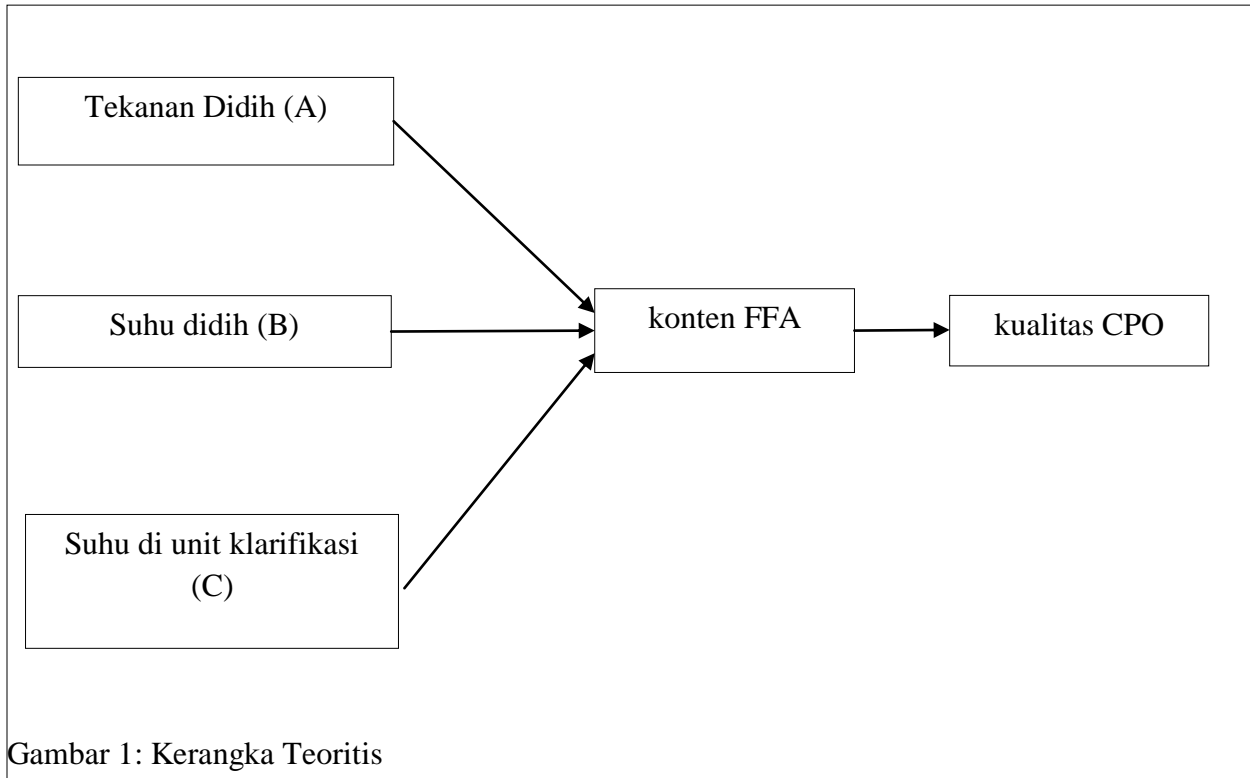 Tekanan Didih (A)
Suhu didih (B)
konten FFA
kualitas CPO
Suhu di unit klarifikasi
(C)
Gambar 1: Kerangka Teoritis